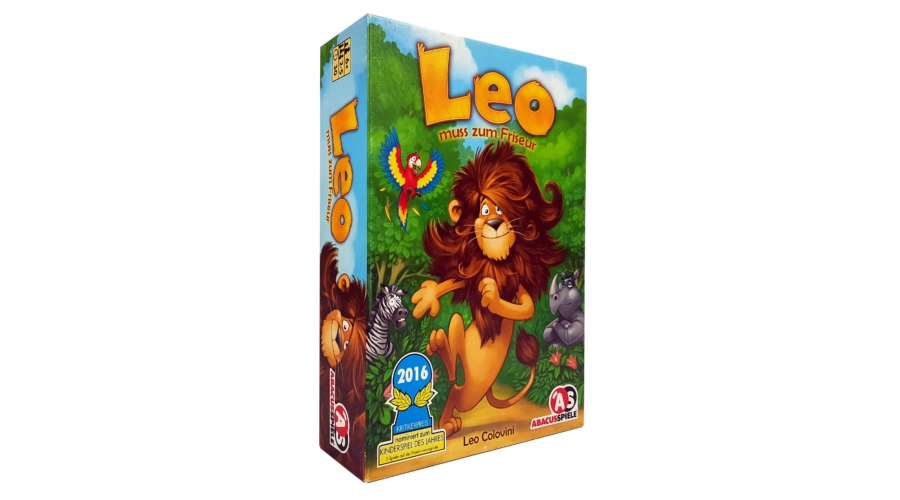 Leo
muss zum Friseur
2016
KRITIKERPREIS
nominiert zum
KINDERSPIEL DES JAHRES
Leo Colovini
AS
ABACUSSPIELE
Leo
muss zum Friseur
ABACUSSPIELE
AS